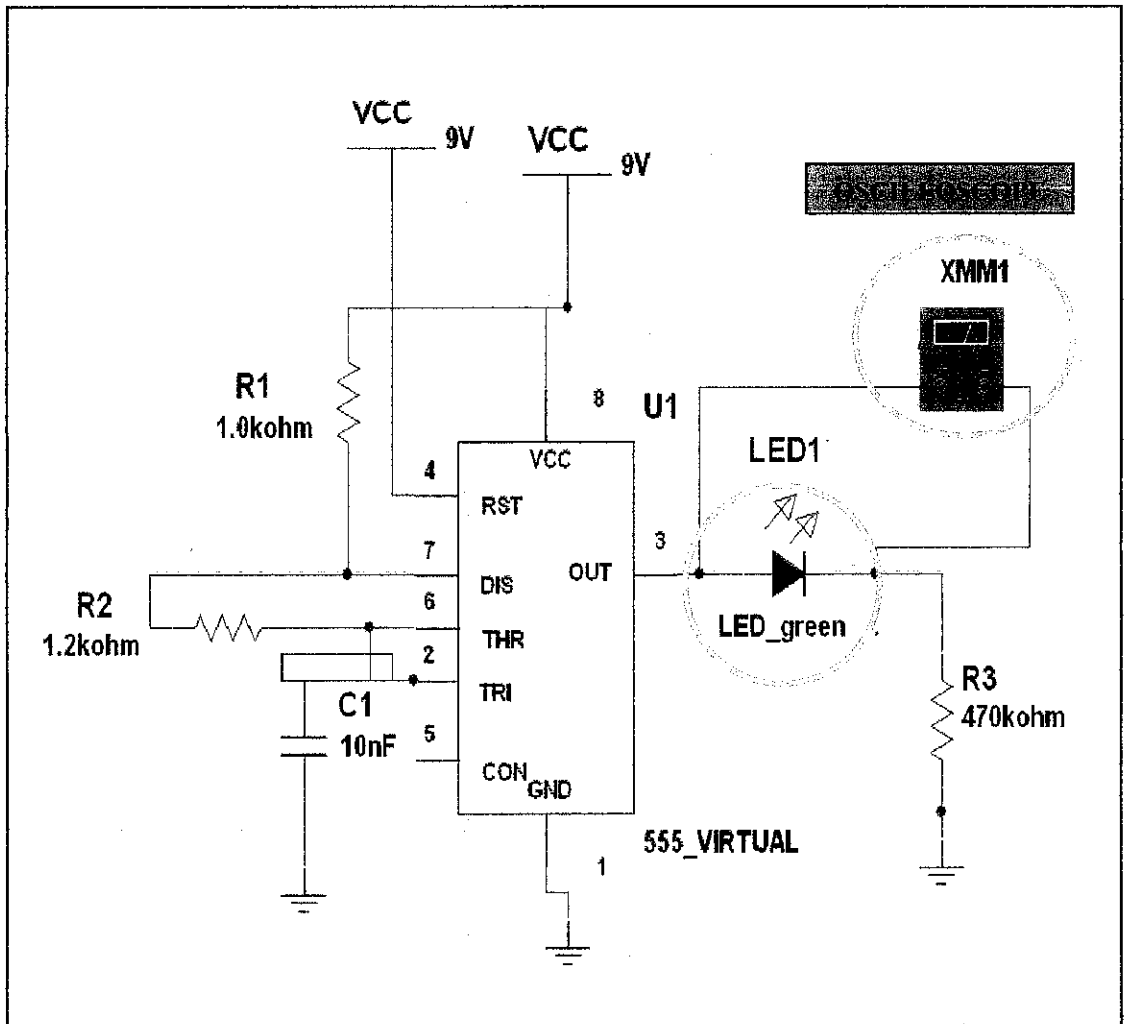 VCC
9V
VCC
9V
OSCILLOSCOPE
XMM1
R1
1.0kohm
8
U1
LED1
4
VCC
RST
7
3
DIS
OUT
6
R2
1.2kohm
THR
LED_green
2
TRI
C1
10nF
R3
470kohm
5
CON
GND
555_VIRTUAL
1